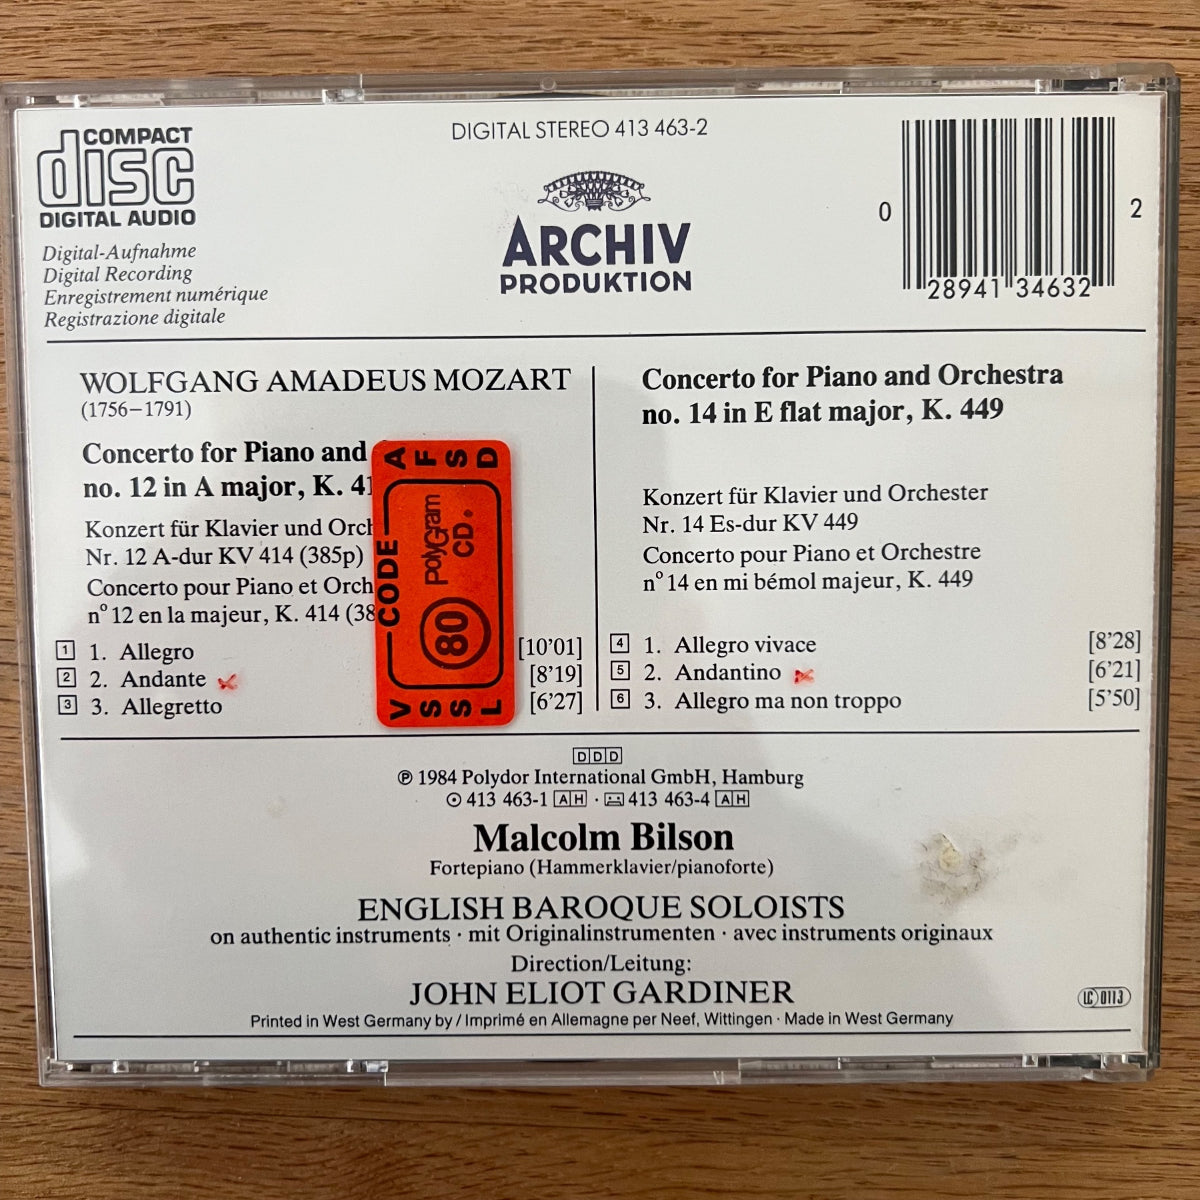 COMPACT
disc
DIGITAL AUDIO
Digital-Aufnahme
Digital Recording
Enregistrement numérique
Registrazione digitale
DIGITAL STEREO 413 463-2
ARCHIV
PRODUKTION
0 28941 34632 2
WOLFGANG AMADEUS MOZART
(1756–1791)
Concerto for Piano and
no. 12 in A major, K. 41
Konzert für Klavier und Orch
Nr. 12 A-dur KV 414 (385p)
Concerto pour Piano et Orch
nº 12 en la majeur, K. 414 (38
1 1. Allegro [10'01]
2 2. Andante [8'19]
3 3. Allegretto [6'27]
AFSD
CODE
80
PolyGram
CD.
VSSL
Concerto for Piano and Orchestra
no. 14 in E flat major, K. 449
Konzert für Klavier und Orchester
Nr. 14 Es-dur KV 449
Concerto pour Piano et Orchestre
nº 14 en mi bémol majeur, K. 449
4 1. Allegro vivace [8'28]
5 2. Andantino [6'21]
6 3. Allegro ma non troppo [5'50]
DDD
℗ 1984 Polydor International GmbH, Hamburg
413 463-1 AH · 413 463-4 AH
Malcolm Bilson
Fortepiano (Hammerklavier/pianoforte)
ENGLISH BAROQUE SOLOISTS
on authentic instruments · mit Originalinstrumenten · avec instruments originaux
Direction/Leitung:
JOHN ELIOT GARDINER
LC 0113
Printed in West Germany by / Imprimé en Allemagne per Neef, Wittingen · Made in West Germany